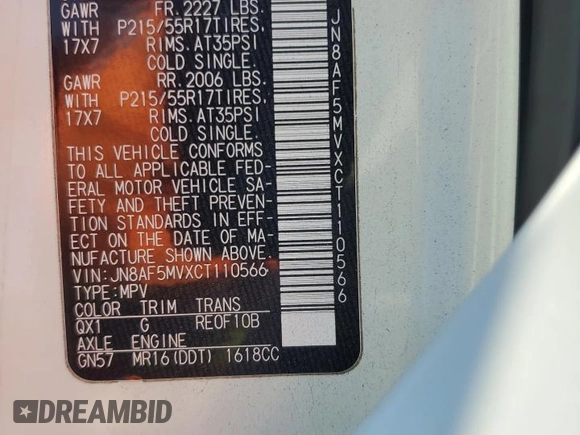 GAWR FR. 2227 LBS.
WITH P215/55R17TIRES.
17X7 RIMS.AT35PSI
COLD SINGLE.
GAWR RR. 2006 LBS.
WITH P215/55R17TIRES.
17X7 RIMS.AT35PSI
COLD SINGLE.
THIS VEHICLE CONFORMS
TO ALL APPLICABLE FED-
ERAL MOTOR VEHICLE SA-
FETY AND THEFT PREVEN-
TION STANDARDS IN EFF-
ECT ON THE DATE OF MA-
NUFACTURE SHOWN ABOVE.
VIN:JN8AF5MVXCT110566
TYPE:MPV
COLOR TRIM TRANS
QX1 G RE0F10B
AXLE ENGINE
GN57 MR16(DDT) 1618CC
JN8AF5MVXCT110566
DREAMBID